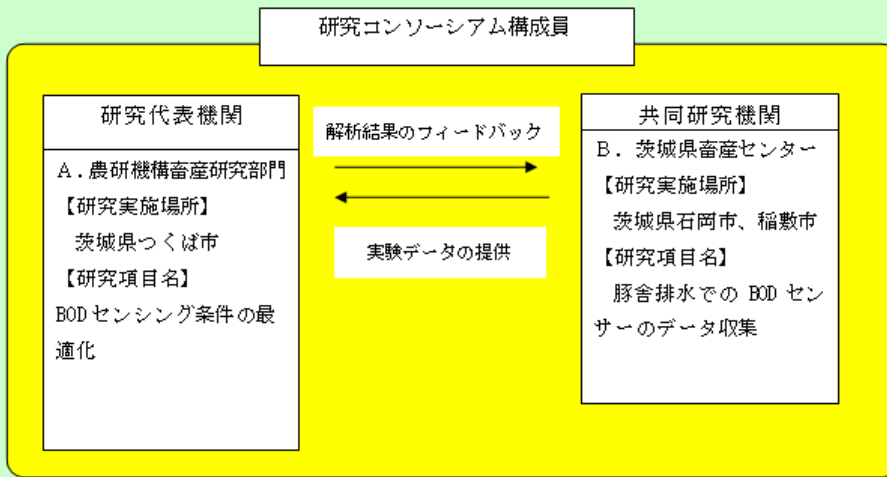 研究コンソーシアム構成員
研究代表機関
A．農研機構畜産研究部門
【研究実施場所】
茨城県つくば市
【研究項目名】
BODセンシング条件の最
適化
解析結果のフィードバック
実験データの提供
共同研究機関
B．茨城県畜産センター
【研究実施場所】
茨城県石岡市、稲敷市
【研究項目名】
豚舎排水での BOD セン
サーのデータ収集